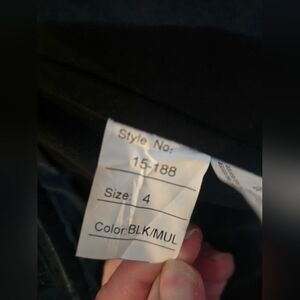 Style No:
15-188
Size: 4
Color:BLK/MUL